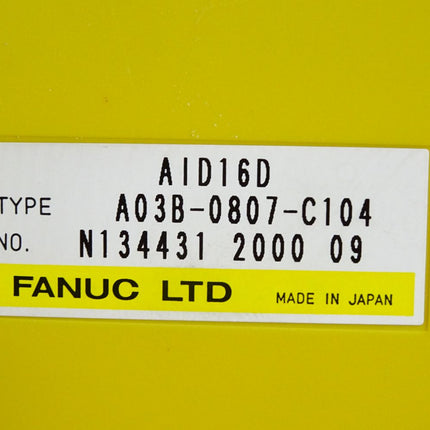 AID16D
TYPE A03B-0807-C104
NO. N134431 2000 09
FANUC LTD MADE IN JAPAN